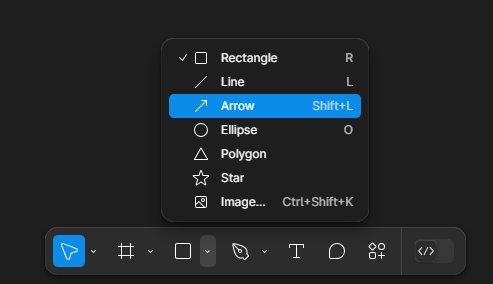 Rectangle R
Line L
Arrow Shift+L
Ellipse O
Polygon
Star
Image... Ctrl+Shift+K